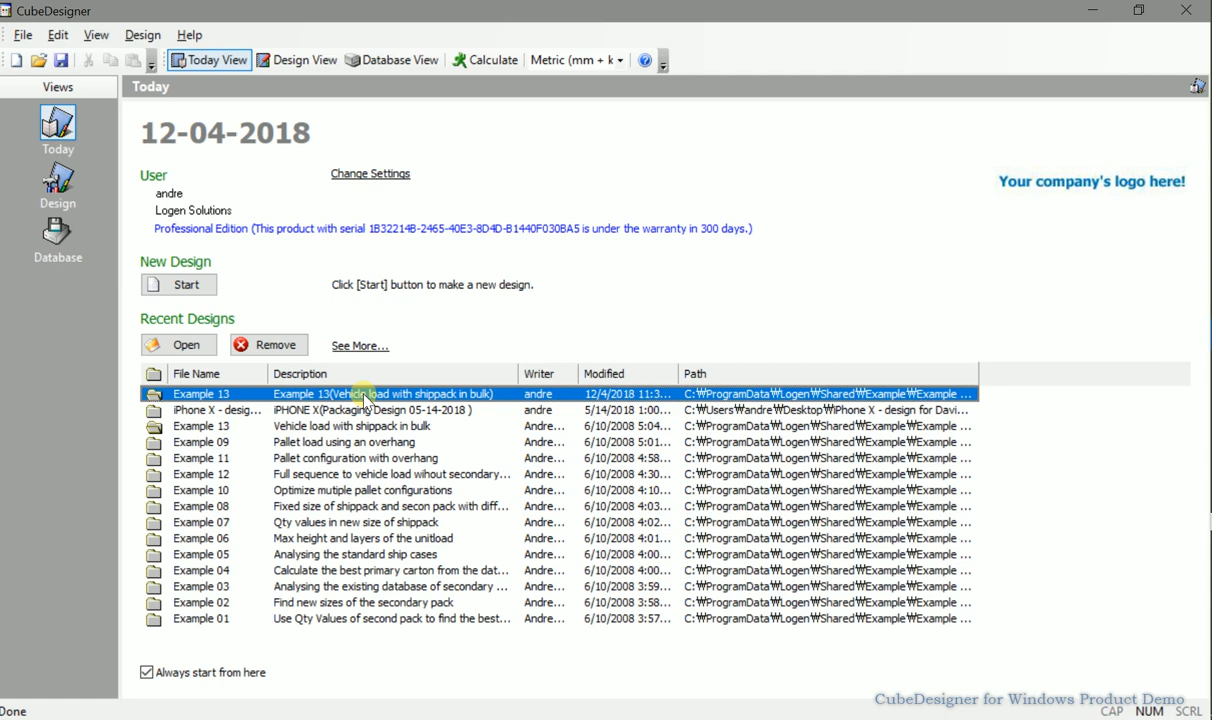 CubeDesigner
File Edit View Design Help
Today View Design View Database View Calculate Metric (mm + k
Views Today
12-04-2018
Today
User Change Settings
andre
Your company's logo here!
Design
Logen Solutions
Professional Edition (This product with serial 1B32214B-2465-40E3-8D4D-B1440F030BA5 is under the warranty in 300 days.)
Database
New Design
Start Click [Start] button to make a new design.
Recent Designs
Open Remove See More...
File Name Description Writer Modified Path
Example 13 Example 13(Vehicle load with shippack in bulk) andre 12/4/2018 11:3... C:₩ProgramData₩Logen₩Shared₩Example₩Example ...
iPhone X - desig... iPHONE X(Packaging Design 05-14-2018 ) andre 5/14/2018 1:00... C:₩Users₩andre₩Desktop₩iPhone X - design for Davi...
Example 13 Vehicle load with shippack in bulk Andre... 6/10/2008 5:04... C:₩ProgramData₩Logen₩Shared₩Example₩Example ...
Example 09 Pallet load using an overhang Andre... 6/10/2008 5:01... C:₩ProgramData₩Logen₩Shared₩Example₩Example ...
Example 11 Pallet configuration with overhang Andre... 6/10/2008 4:58... C:₩ProgramData₩Logen₩Shared₩Example₩Example ...
Example 12 Full sequence to vehicle load wihout secondary... Andre... 6/10/2008 4:30... C:₩ProgramData₩Logen₩Shared₩Example₩Example ...
Example 10 Optimize mutiple pallet configurations Andre... 6/10/2008 4:10... C:₩ProgramData₩Logen₩Shared₩Example₩Example ...
Example 08 Fixed size of shippack and secon pack with diff... Andre... 6/10/2008 4:03... C:₩ProgramData₩Logen₩Shared₩Example₩Example ...
Example 07 Qty values in new size of shippack Andre... 6/10/2008 4:02... C:₩ProgramData₩Logen₩Shared₩Example₩Example ...
Example 06 Max height and layers of the unitload Andre... 6/10/2008 4:01... C:₩ProgramData₩Logen₩Shared₩Example₩Example ...
Example 05 Analysing the standard ship cases Andre... 6/10/2008 4:00... C:₩ProgramData₩Logen₩Shared₩Example₩Example ...
Example 04 Calculate the best primary carton from the dat... Andre... 6/10/2008 4:00... C:₩ProgramData₩Logen₩Shared₩Example₩Example ...
Example 03 Analysing the existing database of secondary ... Andre... 6/10/2008 3:59... C:₩ProgramData₩Logen₩Shared₩Example₩Example ...
Example 02 Find new sizes of the secondary pack Andre... 6/10/2008 3:58... C:₩ProgramData₩Logen₩Shared₩Example₩Example ...
Example 01 Use Qty Values of second pack to find the best... Andre... 6/10/2008 3:57... C:₩ProgramData₩Logen₩Shared₩Example₩Example ...
Always start from here
CubeDesigner for Windows Product Demo
Done CAP NUM SCRL